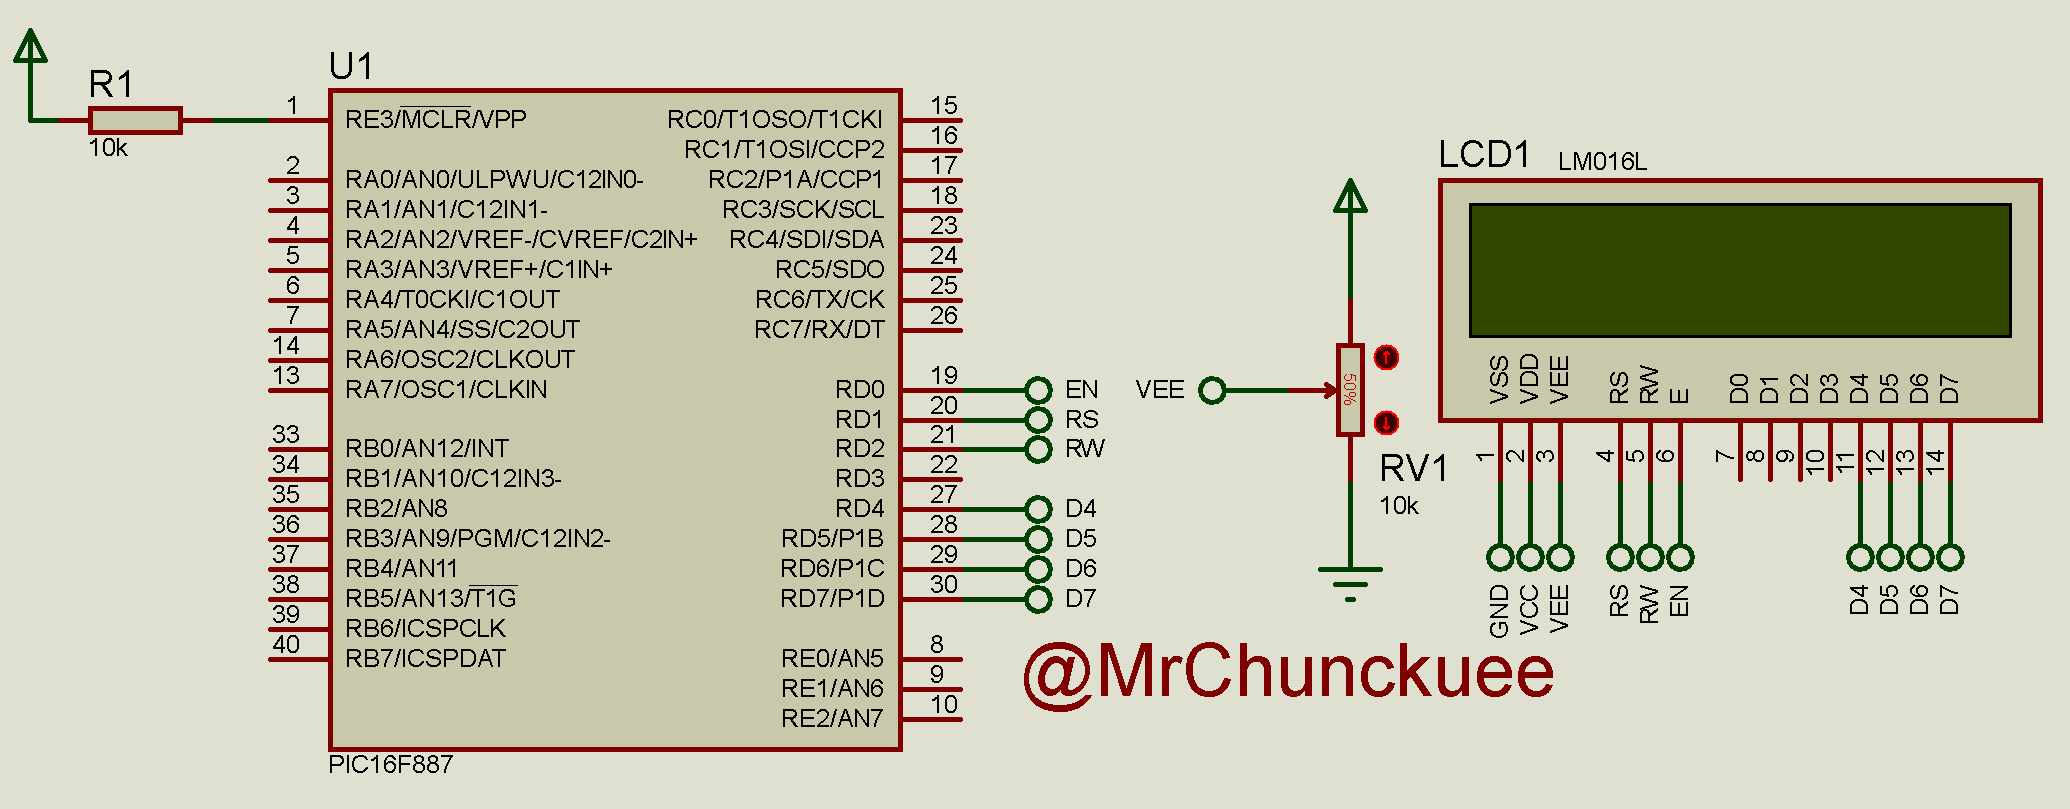 R1
10k
U1
1
RE3/MCLR/VPP
2
RA0/AN0/ULPWU/C12IN0-
3
RA1/AN1/C12IN1-
4
RA2/AN2/VREF-/CVREF/C2IN+
5
RA3/AN3/VREF+/C1IN+
6
RA4/T0CKI/C1OUT
7
RA5/AN4/SS/C2OUT
14
RA6/OSC2/CLKOUT
13
RA7/OSC1/CLKIN
33
RB0/AN12/INT
34
RB1/AN10/C12IN3-
35
RB2/AN8
36
RB3/AN9/PGM/C12IN2-
37
RB4/AN11
38
RB5/AN13/T1G
39
RB6/ICSPCLK
40
RB7/ICSPDAT
RC0/T1OSO/T1CKI
15
RC1/T1OSI/CCP2
16
RC2/P1A/CCP1
17
RC3/SCK/SCL
18
RC4/SDI/SDA
23
RC5/SDO
24
RC6/TX/CK
25
RC7/RX/DT
26
RD0
19
EN
RD1
20
RS
RD2
21
RW
RD3
22
RD4
27
D4
RD5/P1B
28
D5
RD6/P1C
29
D6
RD7/P1D
30
D7
RE0/AN5
8
RE1/AN6
9
RE2/AN7
10
PIC16F887
VEE
50%
RV1
10k
LCD1
LM016L
VSS
VDD
VEE
RS
RW
E
D0
D1
D2
D3
D4
D5
D6
D7
1
2
3
4
5
6
7
8
9
10
11
12
13
14
GND
VCC
VEE
RS
RW
EN
D4
D5
D6
D7
@MrChunckuee